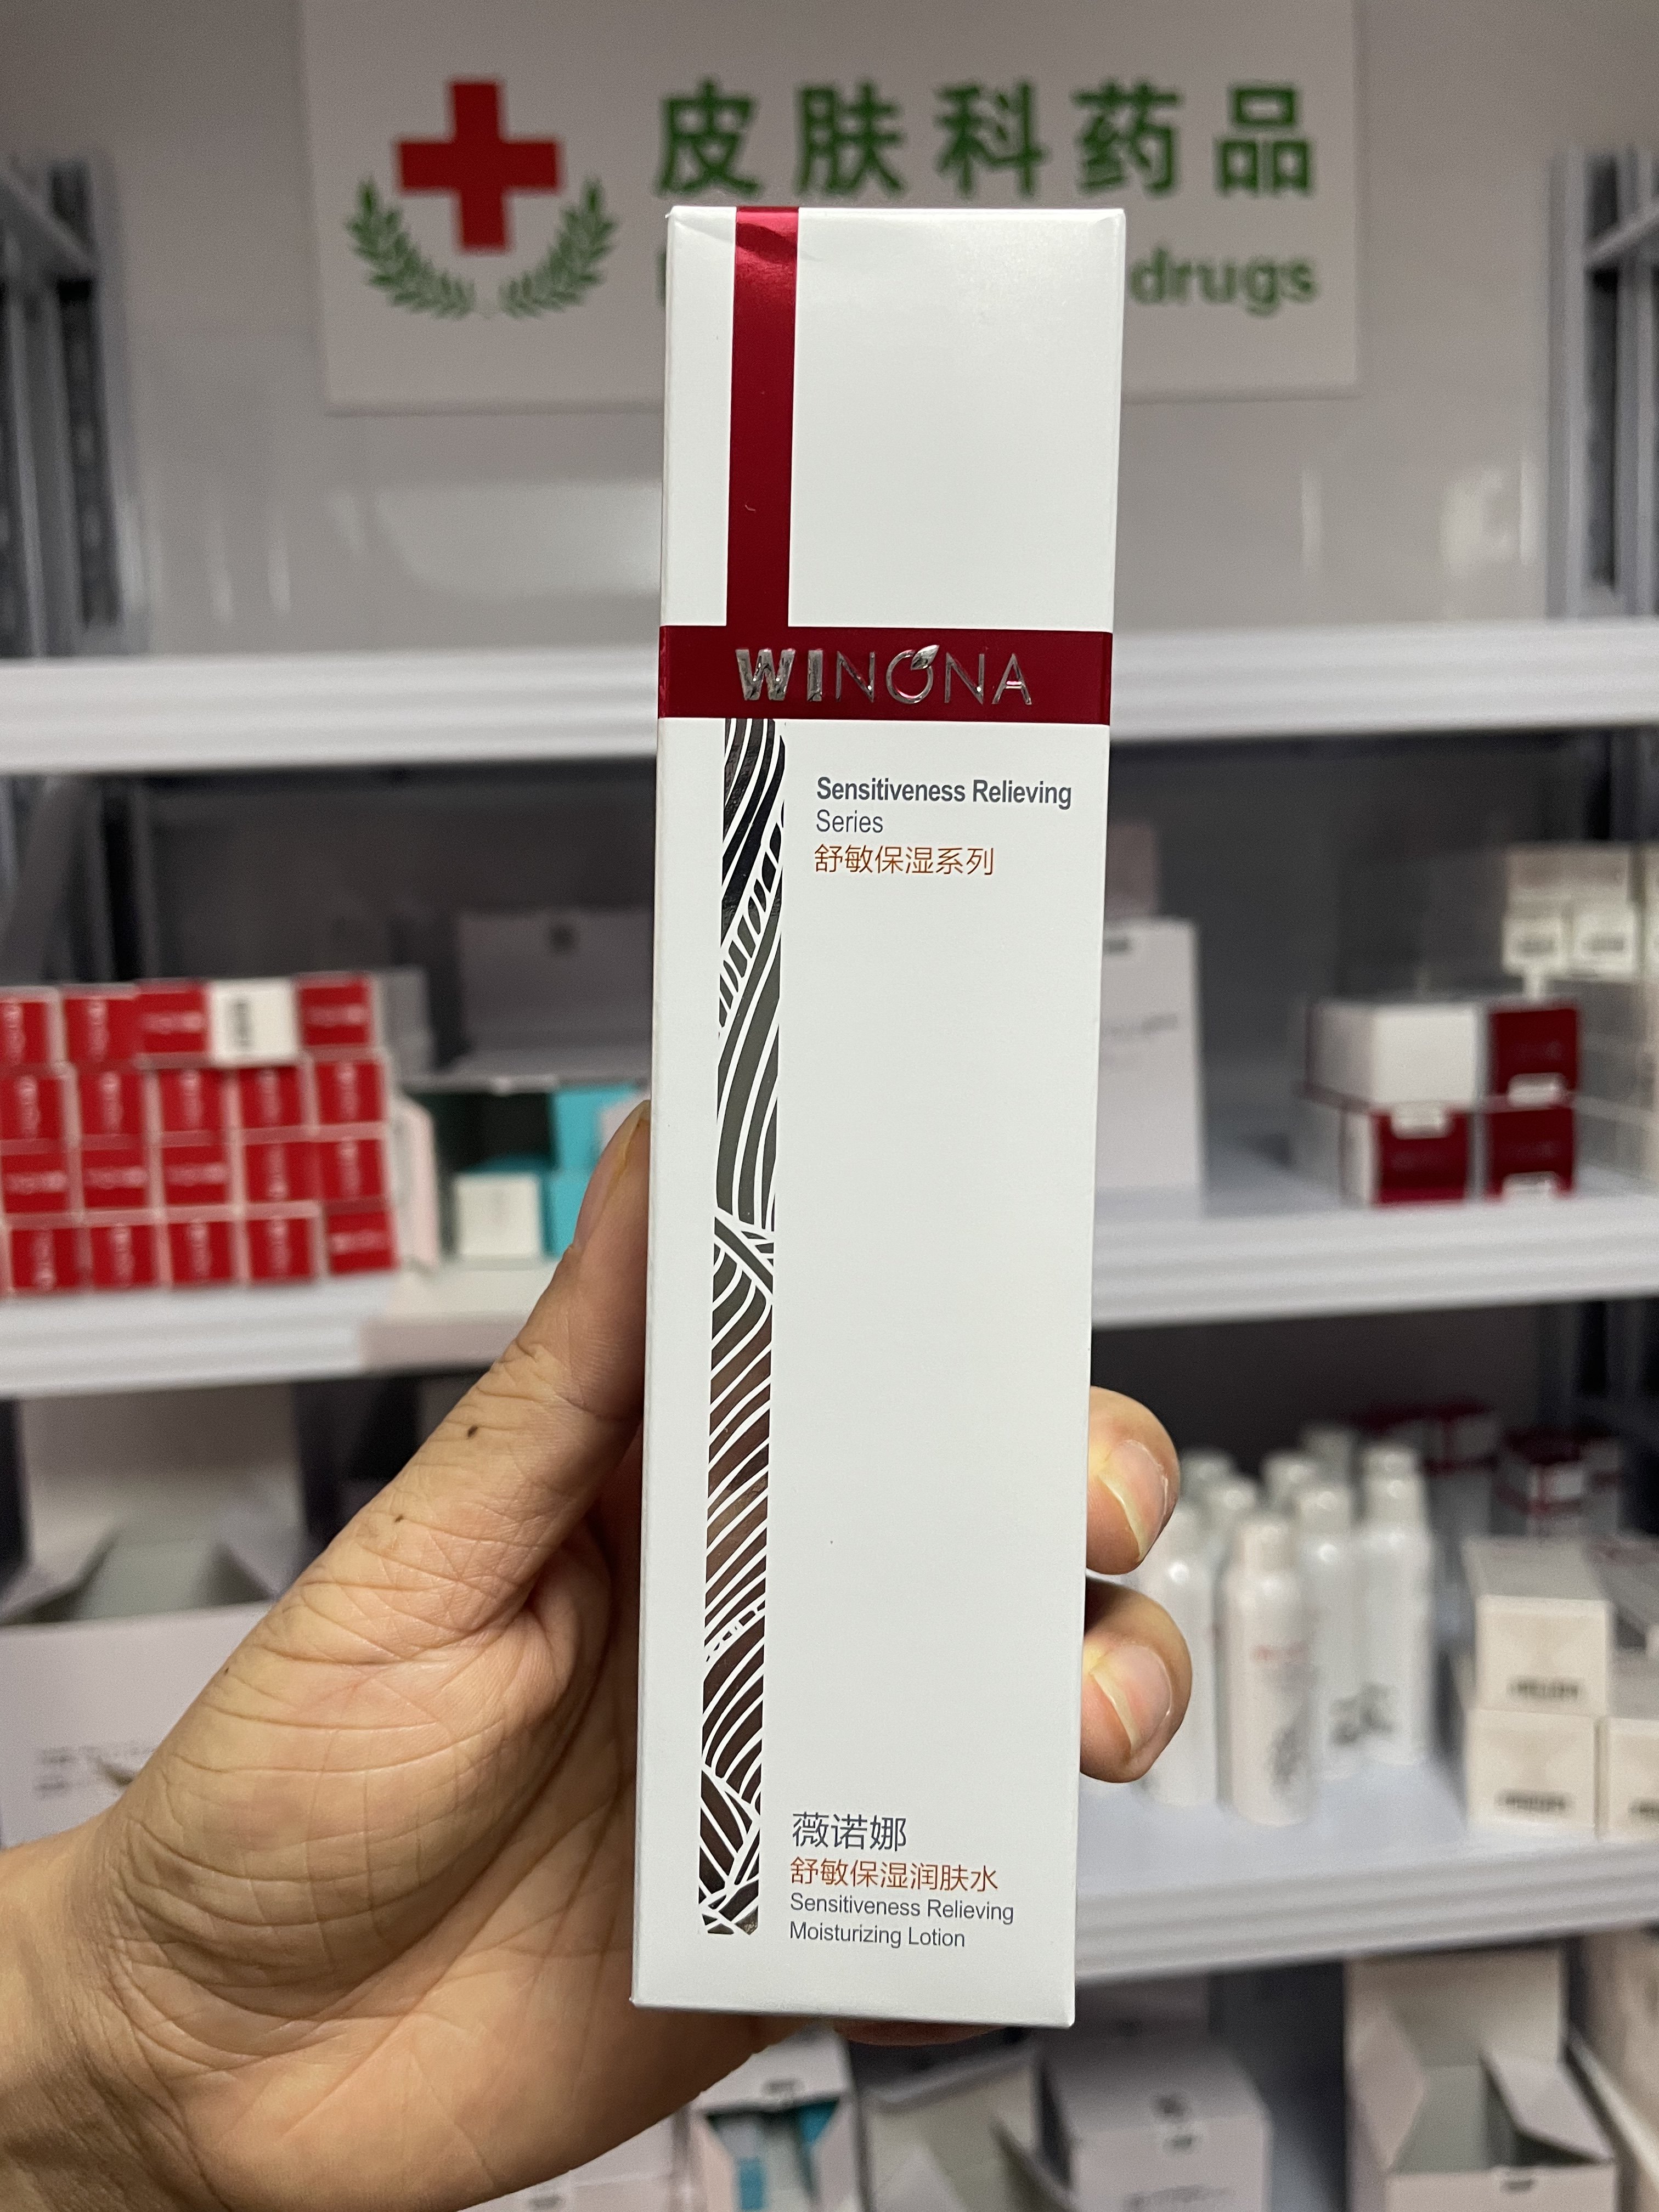 皮肤科药品
drugs
WINONA
Sensitiveness Relieving
Series
舒敏保湿系列
薇诺娜
舒敏保湿润肤水
Sensitiveness Relieving
Moisturizing Lotion